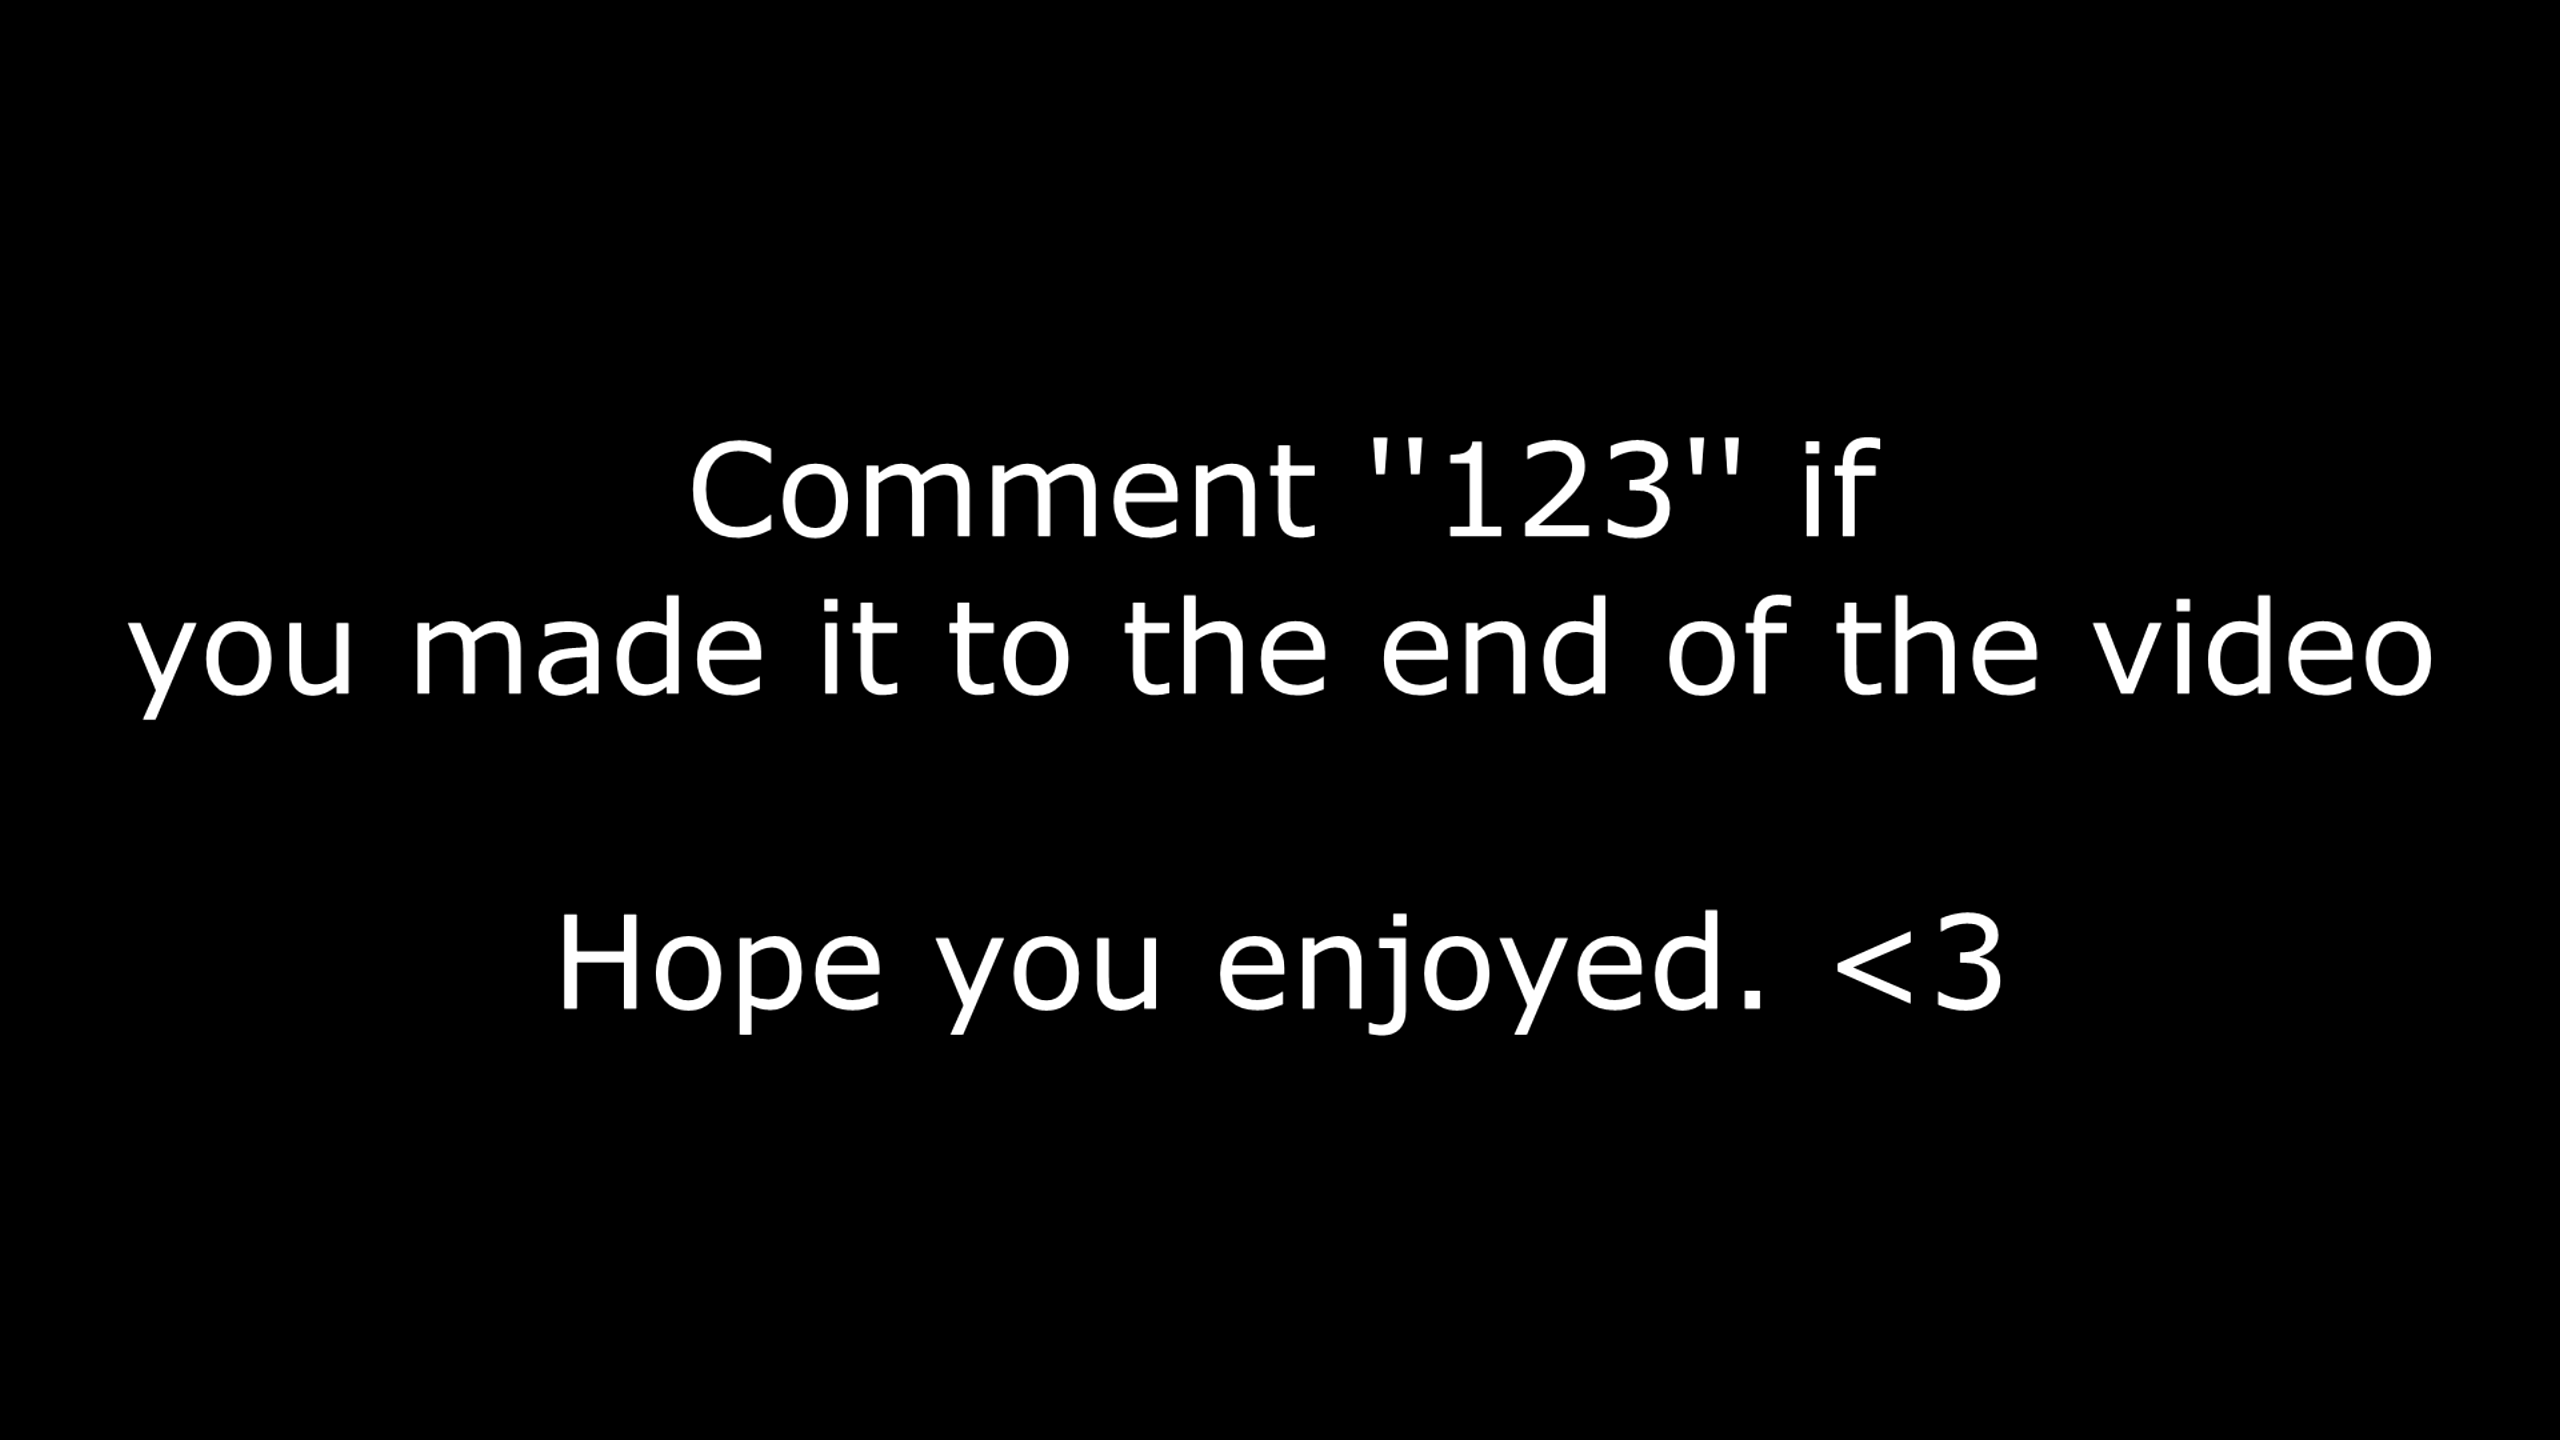 Comment "123" if
you made it to the end of the video
Hope you enjoyed. <3